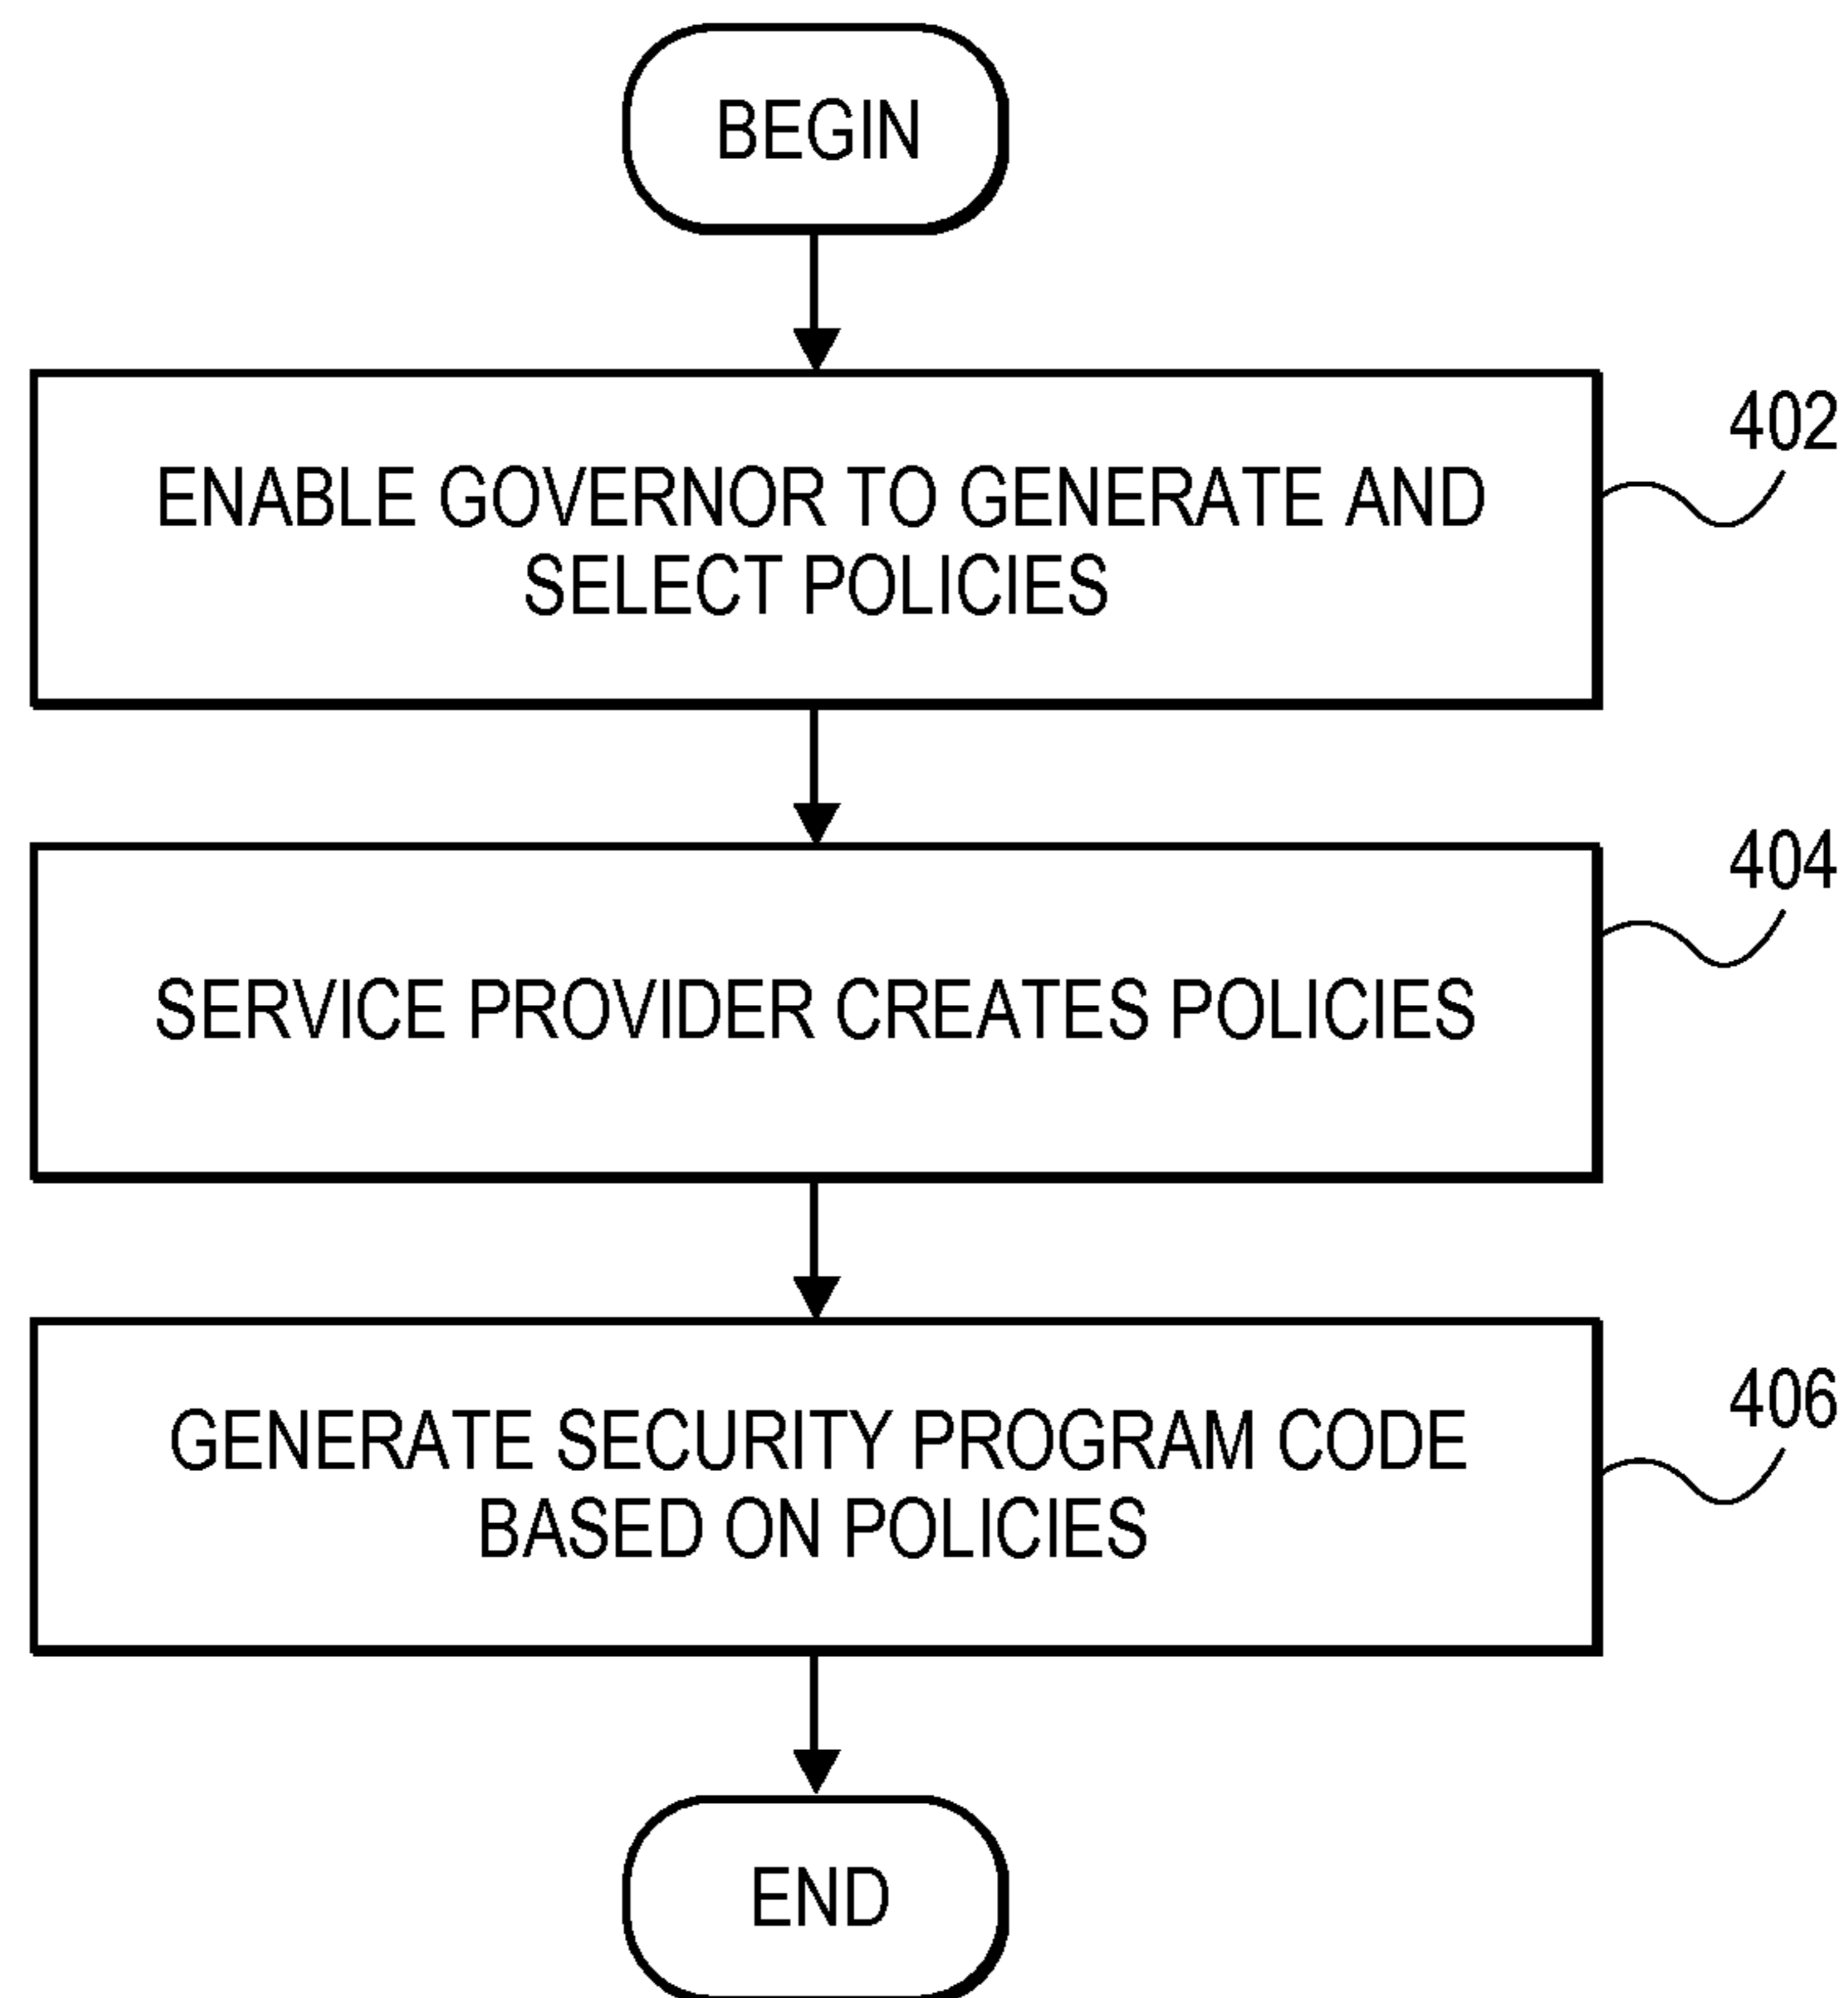 BEGIN
ENABLE GOVERNOR TO GENERATE AND
SELECT POLICIES
402
SERVICE PROVIDER CREATES POLICIES
404
GENERATE SECURITY PROGRAM CODE
BASED ON POLICIES
406
END